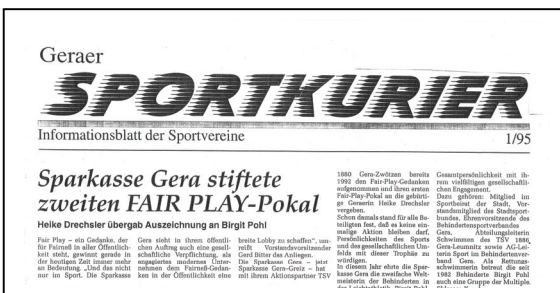 Geraer
SPORTKURIER
Informationsblatt der Sportvereine 1/95
Sparkasse Gera stiftete
zweiten FAIR PLAY-Pokal
Heike Drechsler übergab Auszeichnung an Birgit Pohl
Fair Play – ein Gedanke, der
für Fairneß in aller Öffentlich-
keit steht, gewinnt gerade in
der heutigen Zeit immer mehr
an Bedeutung. „Und das nicht
nur im Sport. Die Sparkasse
Gera sieht in ihrem öffentli-
chen Auftrag auch eine gesell-
schaftliche Verpflichtung, als
engagiertes modernes Unter-
nehmen dem Fairneß-Gedan-
ken in der Öffentlichkeit eine
breite Lobby zu schaffen“, um-
reißt Vorstandsvorsitzender
Gerd Bitter das Anliegen.
Die Sparkasse Gera – jetzt
Sparkasse Gera-Greiz – hat
mit ihrem Aktionspartner TSV
1880 Gera-Zwötzen bereits
1992 den Fair-Play-Gedanken
aufgenommen und ihren ersten
Fair-Play-Pokal an die gebürti-
ge Geraerin Heike Drechsler
vergeben.
Schon damals stand für alle Be-
teiligten fest, daß es keine ein-
malige Aktion bleiben darf,
Persönlichkeiten des Sports
und des gesellschaftlichen Um-
felds mit dieser Trophäe zu
würdigen.
In diesem Jahr ehrte die Spar-
kasse Gera die zweifache Welt-
meisterin der Behinderten in
der Leichtathletik, Birgit Pohl
Gesamtpersönlichkeit mit ih-
rem vielfältigen gesellschaftli-
chen Engagement.
Dazu gehören: Mitglied im
Sportbeirat der Stadt, Vor-
standsmitglied des Stadtsport-
bundes, Ehrenvorsitzende des
Behindertensportverbandes
Gera, Abteilungsleiterin
Schwimmen des TSV 1886
Gera-Leumnitz sowie AG-Lei-
terin Sport im Behindertenver-
band Gera. Als Rettungs-
schwimmerin betreut die seit
1982 Behinderte Birgit Pohl
auch eine Gruppe der Multiple